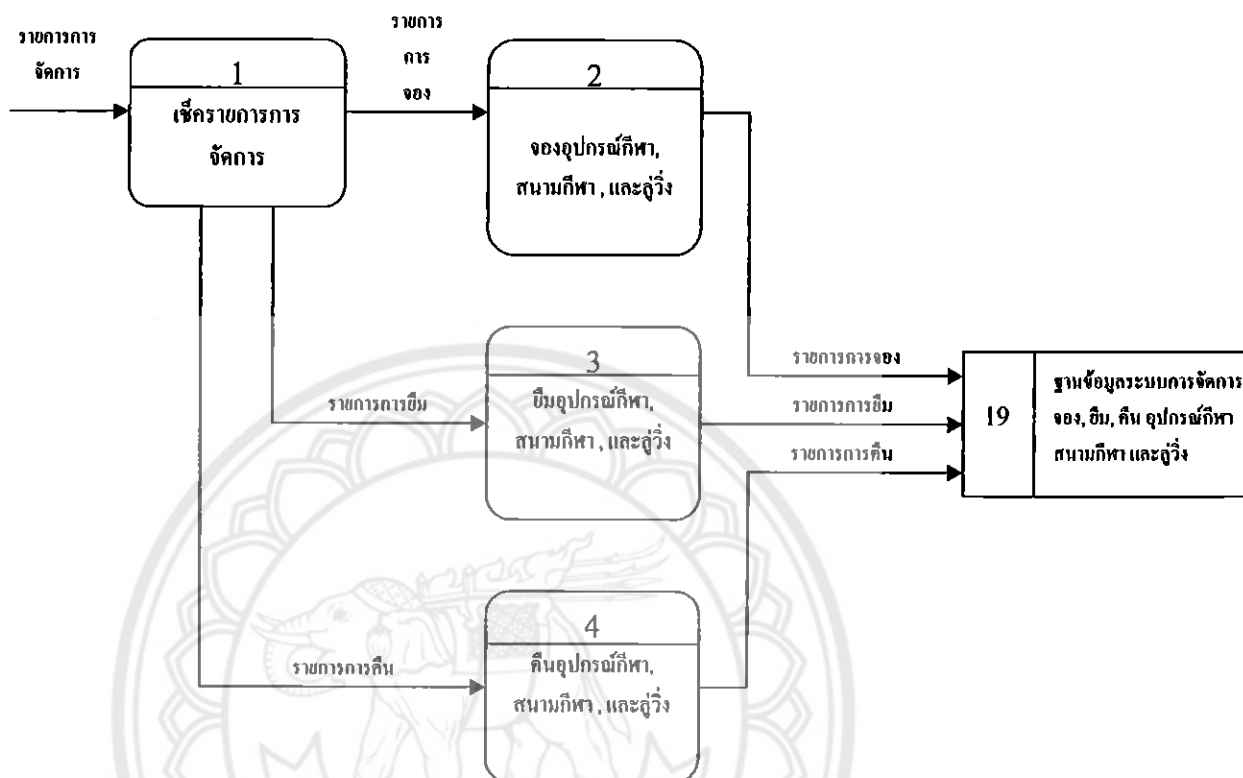 รายการการ
จัดการ
1
เช็ครายการการ
จัดการ
รายการ
การ
จอง
2
จองอุปกรณ์กีฬา,
สนามกีฬา , และลู่วิ่ง
รายการการยืม
3
ยืมอุปกรณ์กีฬา,
สนามกีฬา , และลู่วิ่ง
รายการการคืน
4
คืนอุปกรณ์กีฬา,
สนามกีฬา , และลู่วิ่ง
รายการการจอง
รายการการยืม
รายการการคืน
19
ฐานข้อมูลระบบการจัดการ
จอง, ยืม, คืน อุปกรณ์กีฬา
สนามกีฬา และลู่วิ่ง